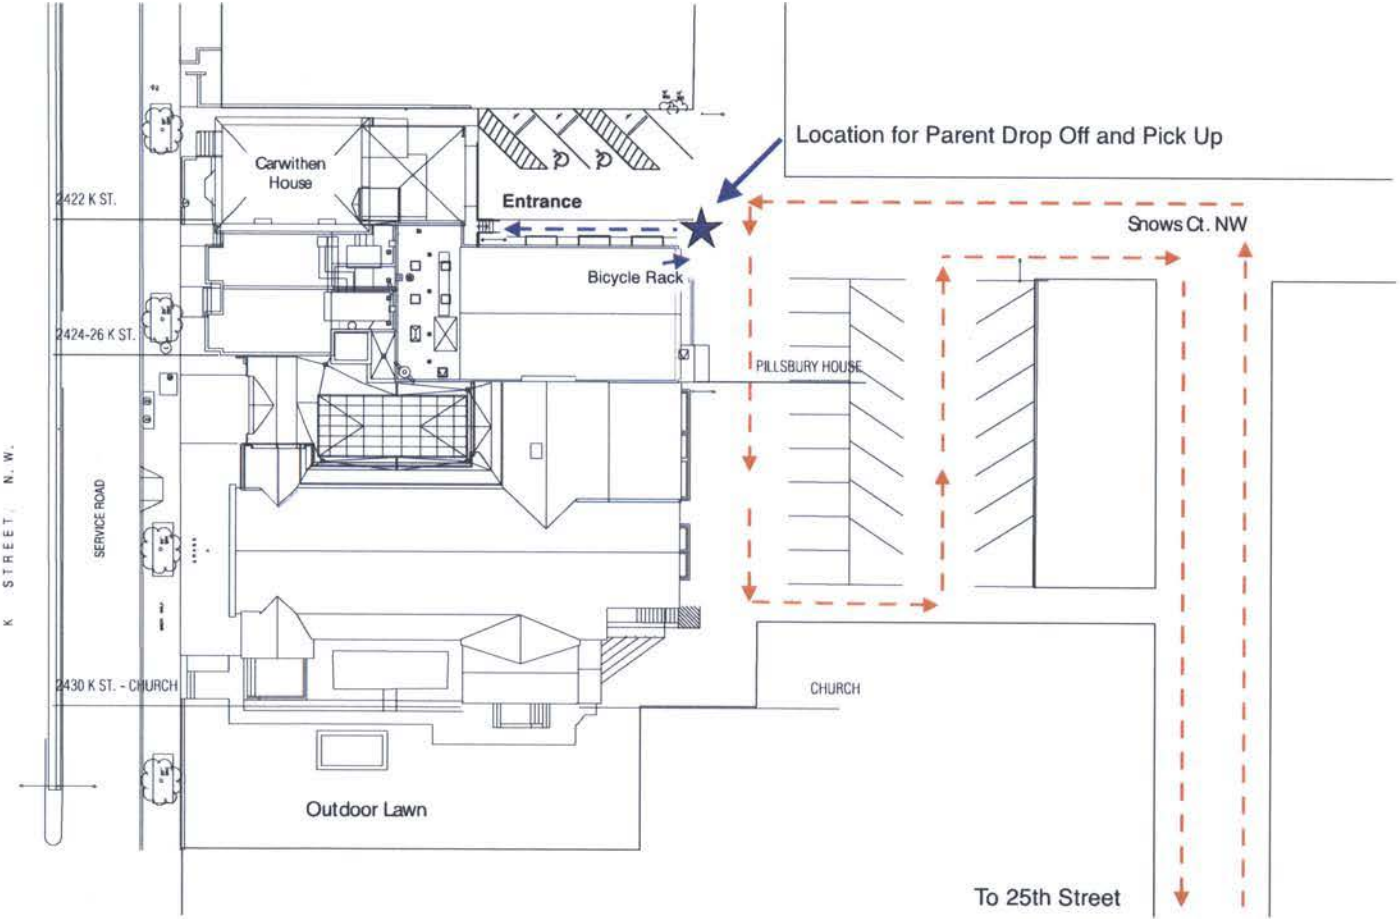 Location for Parent Drop Off and Pick Up
Carwithen
House
2422 K ST.
Entrance
Snows Ct. NW
Bicycle Rack
2424-26 K ST.
PILLSBURY HOUSE
K STREET, N.W.
SERVICE ROAD
2430 K ST. - CHURCH
CHURCH
Outdoor Lawn
To 25th Street